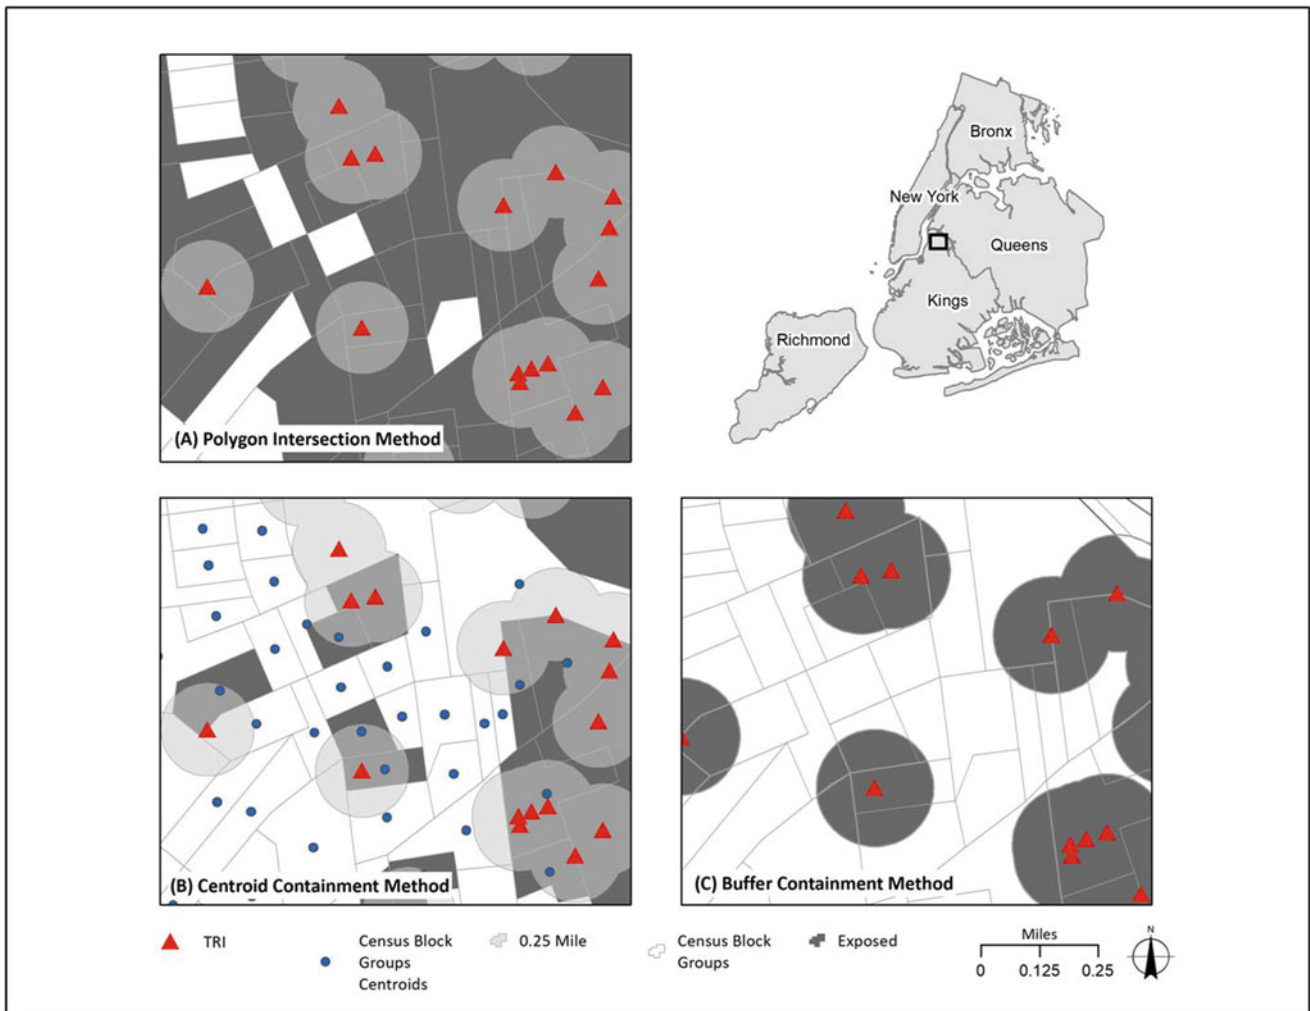 Bronx
New York
Queens
Kings
Richmond
(A) Polygon Intersection Method
(B) Centroid Containment Method
(C) Buffer Containment Method
TRI
Census Block
Groups
Centroids
0.25 Mile
Census Block
Groups
Exposed
Miles
0 0.125 0.25
N